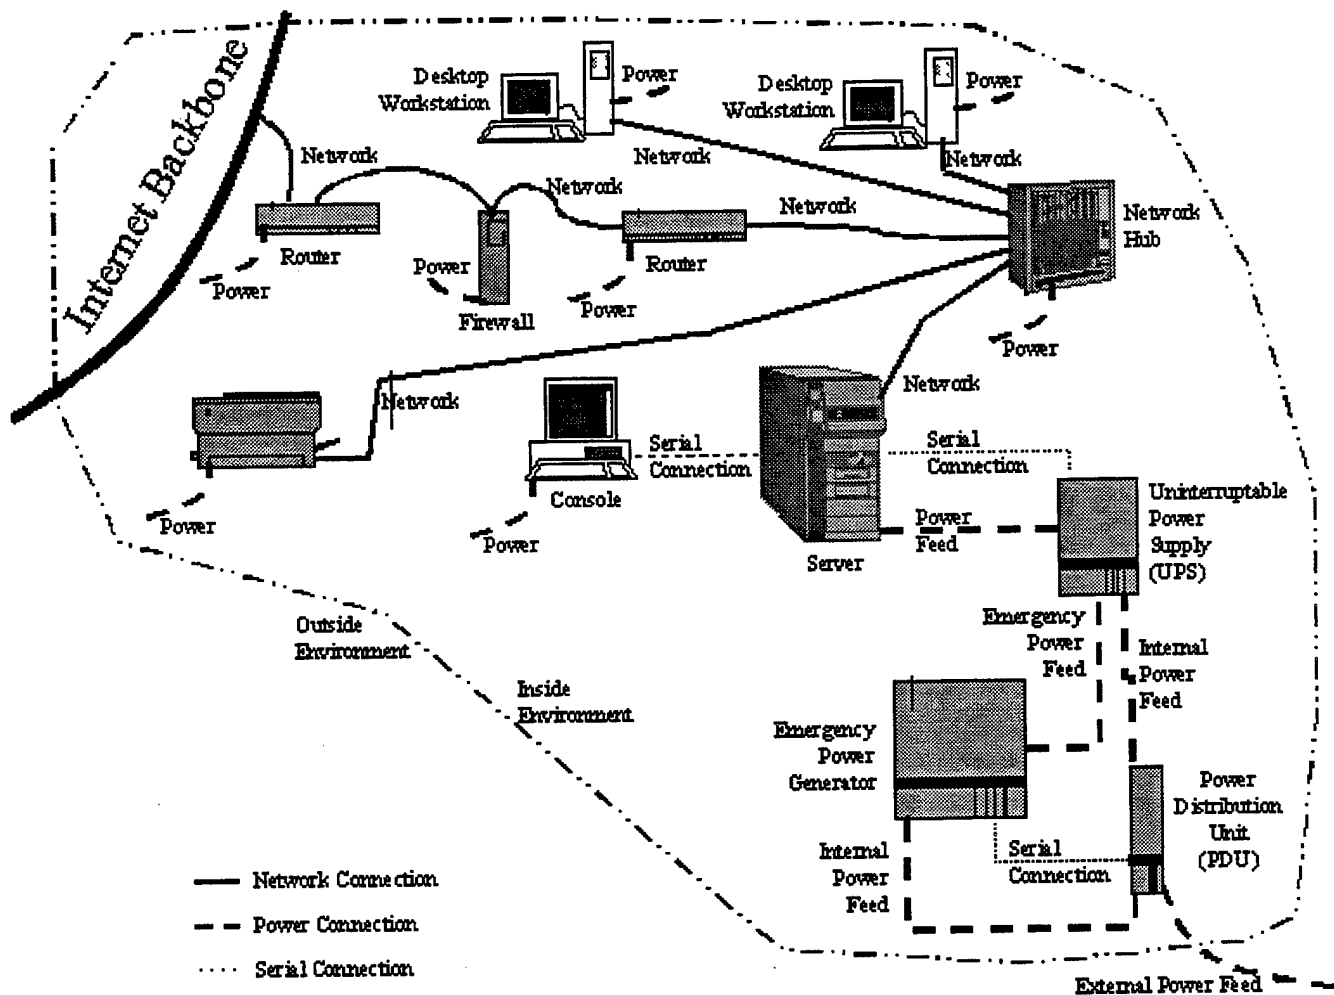 Internet Backbone
Desktop
Workstation
Power
Desktop
Workstation
Power
Network
Network
Network
Network
Network
Network
Hub
Router
Power
Power
Firewall
Router
Power
Power
Network
Network
Power
Console
Power
Serial
Connection
Serial
Connection
Power
Feed
Server
Uninterruptable
Power
Supply
(UPS)
Outside
Environment
Inside
Environment
Emergency
Power
Feed
Internal
Power
Feed
Emergency
Power
Generator
Power
Distribution
Unit
(PDU)
Internal
Power
Feed
Serial
Connection
Network Connection
Power Connection
Serial Connection
External Power Feed